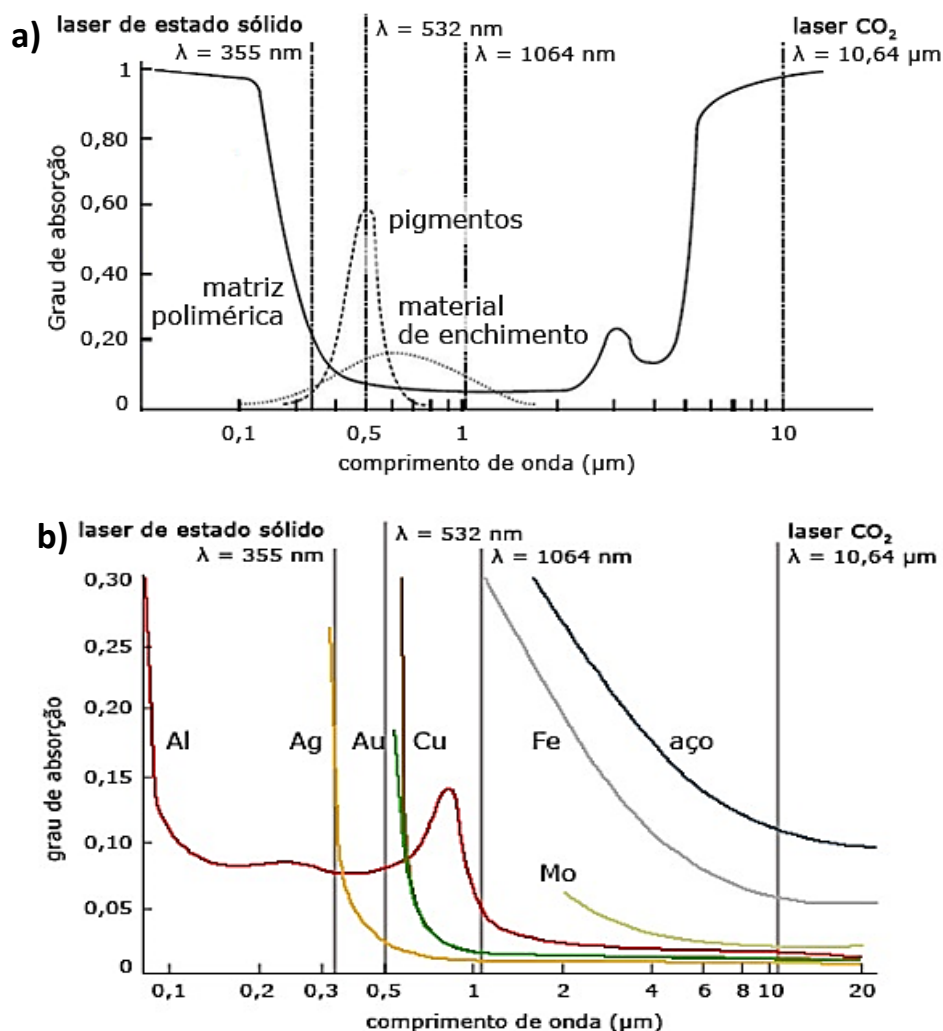 a)
laser de estado sólido
λ = 355 nm
λ = 532 nm
λ = 1064 nm
laser CO₂
λ = 10,64 µm
Grau de absorção
1
0,80
0,60
0,40
0,20
0
pigmentos
matriz
polimérica
material
de enchimento
0,1 0,5 1 10
comprimento de onda (µm)
b)
laser de estado sólido
λ = 355 nm
λ = 532 nm
λ = 1064 nm
laser CO₂
λ = 10,64 µm
grau de absorção
0,30
0,25
0,20
0,15
0,10
0,05
0
Al Ag Au Cu Fe aço
Mo
0,1 0,2 0,3 0,5 1 2 4 6 8 10 20
comprimento de onda (µm)